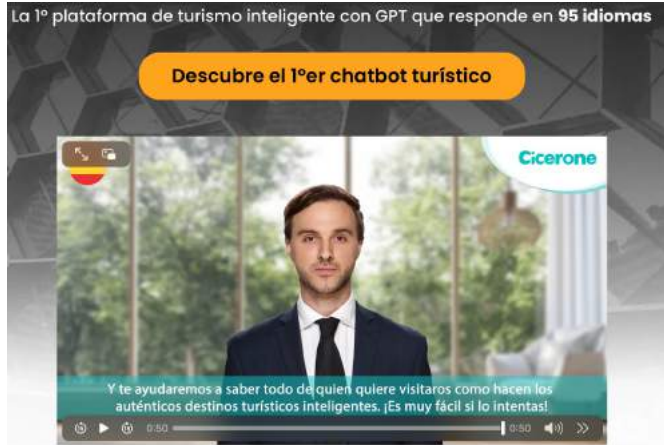 La 1º plataforma de turismo inteligente con GPT que responde en 95 idiomas
Descubre el 1ºer chatbot turístico
Cicerone
Y te ayudaremos a saber todo de quien quiere visitaros como hacen los
auténticos destinos turísticos inteligentes. ¡Es muy fácil si lo intentas!
0:50
0:50